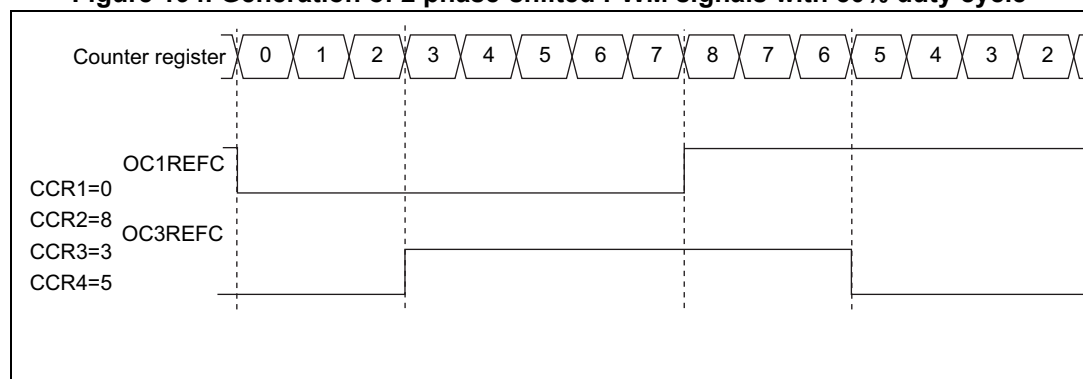 Figure 164. Generation of 2 phase-shifted PWM signals with 50% duty cycle
Counter register 0 1 2 3 4 5 6 7 8 7 6 5 4 3 2
OC1REFC
CCR1=0
CCR2=8
OC3REFC
CCR3=3
CCR4=5